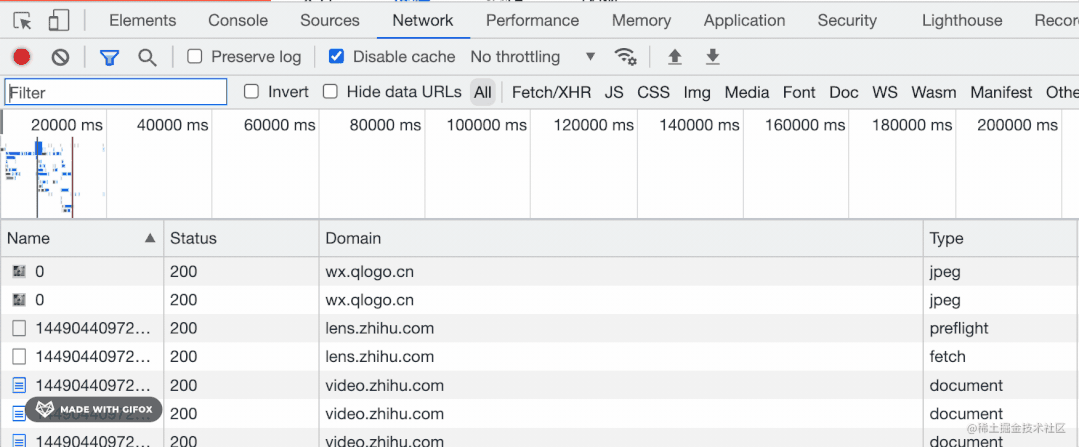 Elements Console Sources Network Performance Memory Application Security Lighthouse Recor
Preserve log Disable cache No throttling
Filter Invert Hide data URLs All Fetch/XHR JS CSS Img Media Font Doc WS Wasm Manifest Othe
20000 ms 40000 ms 60000 ms 80000 ms 100000 ms 120000 ms 140000 ms 160000 ms 180000 ms 200000 ms
Name Status Domain Type
0 200 wx.qlogo.cn jpeg
0 200 wx.qlogo.cn jpeg
14490440972... 200 lens.zhihu.com preflight
14490440972... 200 lens.zhihu.com fetch
14490440972... 200 video.zhihu.com document
200 video.zhihu.com document
MADE WITH GIFOX
@稀土掘金技术社区
14490440972... 200 video.zhihu.com document